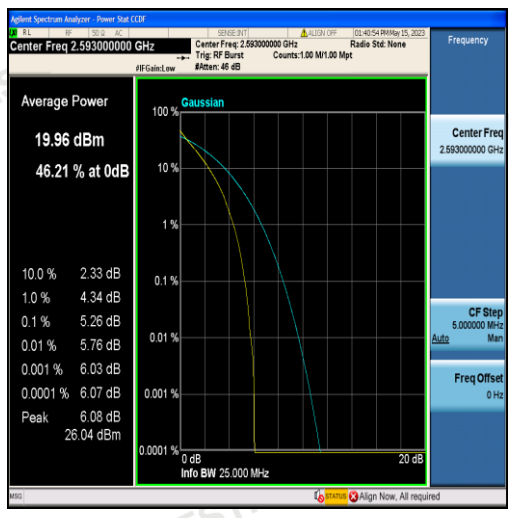 Agilent Spectrum Analyzer - Power Stat CCDF
RL RF 50 Ω AC SENSE:INT ALIGN OFF 01:40:54 PM May 15, 2023
Center Freq 2.593000000 GHz
Center Freq: 2.593000000 GHz Radio Std: None
Trig: RF Burst Counts:1.00 M/1.00 Mpt
#IFGain:Low #Atten: 46 dB
Frequency
Average Power
19.96 dBm
46.21 % at 0dB
10.0 % 2.33 dB
1.0 % 4.34 dB
0.1 % 5.26 dB
0.01 % 5.76 dB
0.001 % 6.03 dB
0.0001 % 6.07 dB
Peak 6.08 dB
26.04 dBm
Gaussian
100 %
10 %
1 %
0.1 %
0.01 %
0.001 %
0.0001 %
0 dB 20 dB
Info BW 25.000 MHz
Center Freq
2.593000000 GHz
CF Step
5.000000 MHz
Auto Man
Freq Offset
0 Hz
MSG STATUS Align Now, All required